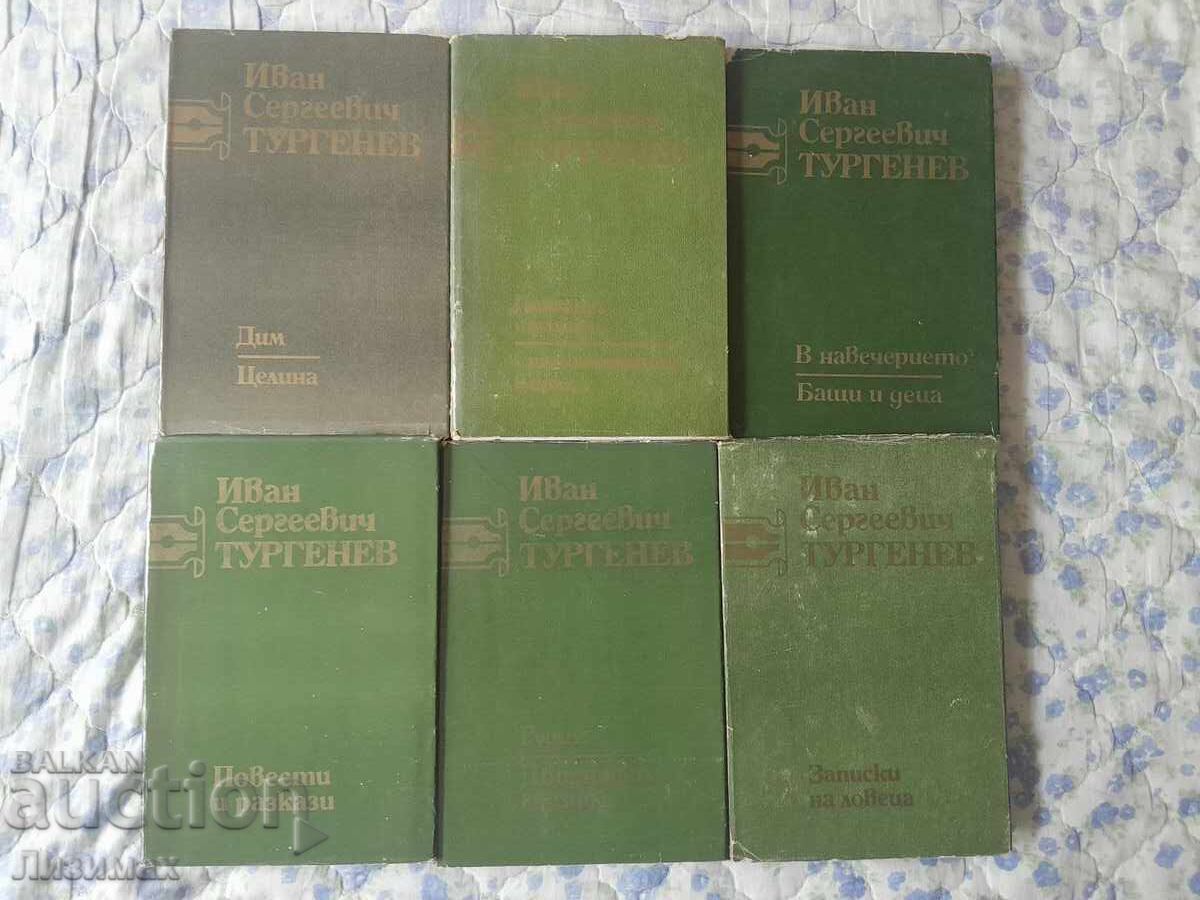 Иван
Сергеевич
ТУРГЕНЕВ
Дим
Целина
Иван
Сергеевич
ТУРГЕНЕВ
В навечерието
Бащи и деца
Иван
Сергеевич
ТУРГЕНЕВ
Повести
и разкази
Иван
Сергеевич
ТУРГЕНЕВ
Иван
Сергеевич
ТУРГЕНЕВ
Записки
на ловеца
BALKAN
auction
Лизимах